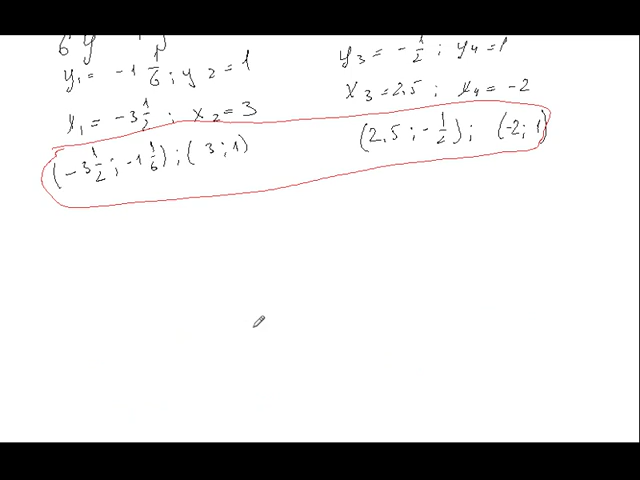 y₁ = -1 1/6 ; y₂ = 1
x₁ = -3 1/2 ; x₂ = 3
(-3 1/2 ; -1 1/6) ; (3 ; 1)
y₃ = -1/2 ; y₄ = 1
x₃ = 2,5 ; x₄ = -2
(2,5 ; -1/2) ; (-2 ; 1)